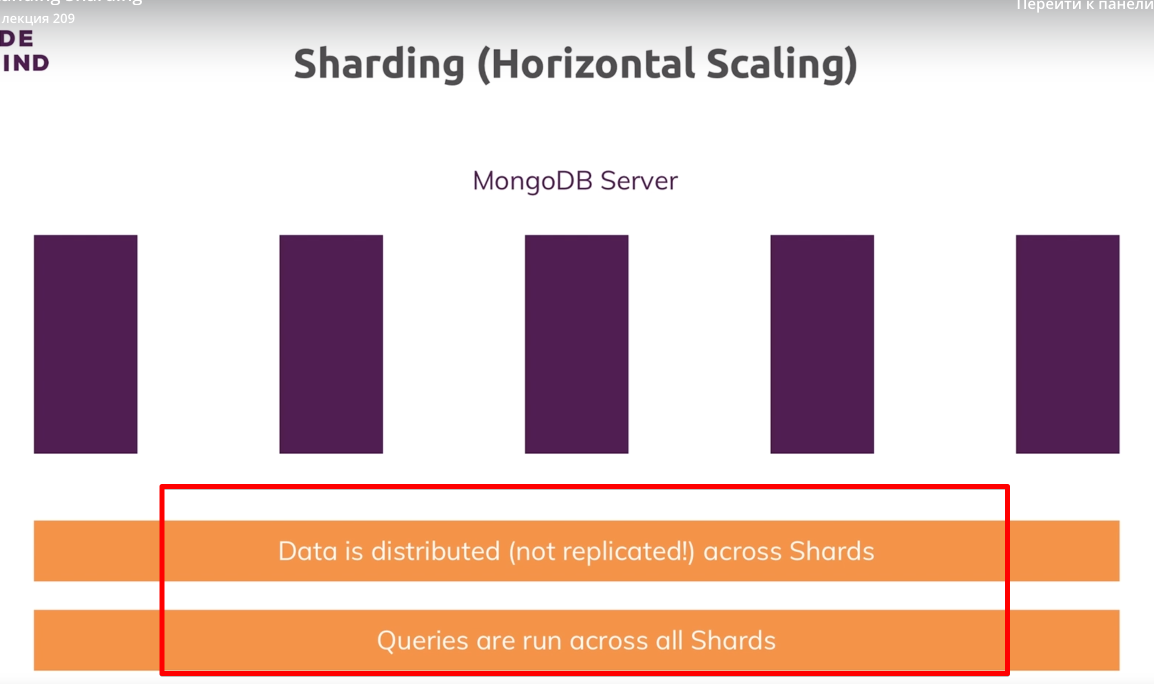 лекция 209
Перейти к панели
DE
IND
Sharding (Horizontal Scaling)
MongoDB Server
Data is distributed (not replicated!) across Shards
Queries are run across all Shards